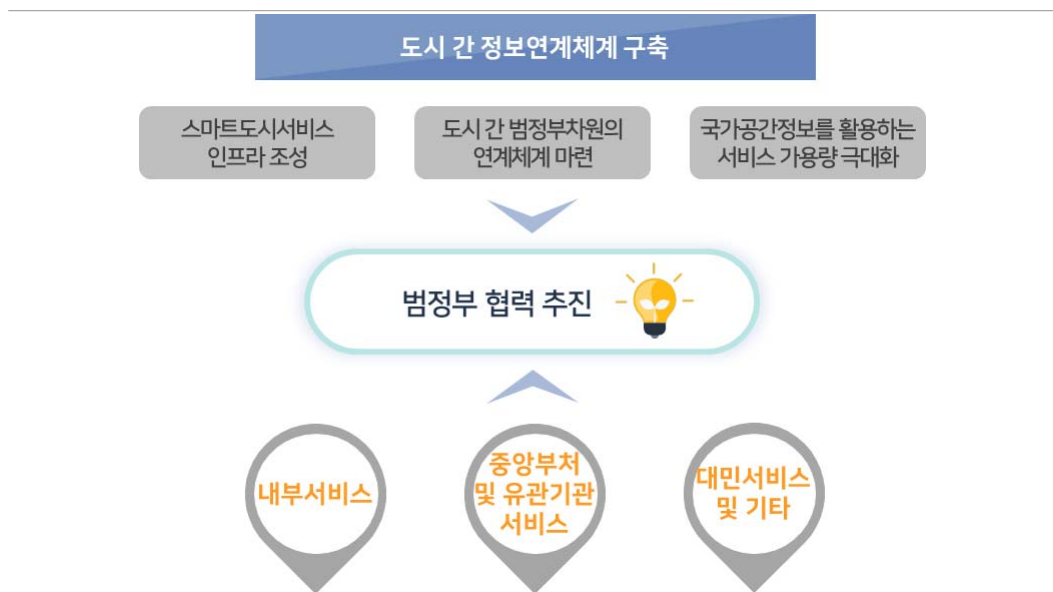 도시 간 정보연계체계 구축
스마트도시서비스
인프라 조성
도시 간 범정부차원의
연계체계 마련
국가공간정보를 활용하는
서비스 가용량 극대화
범정부 협력 추진
내부서비스
중앙부처
및 유관기관
서비스
대민서비스
및 기타